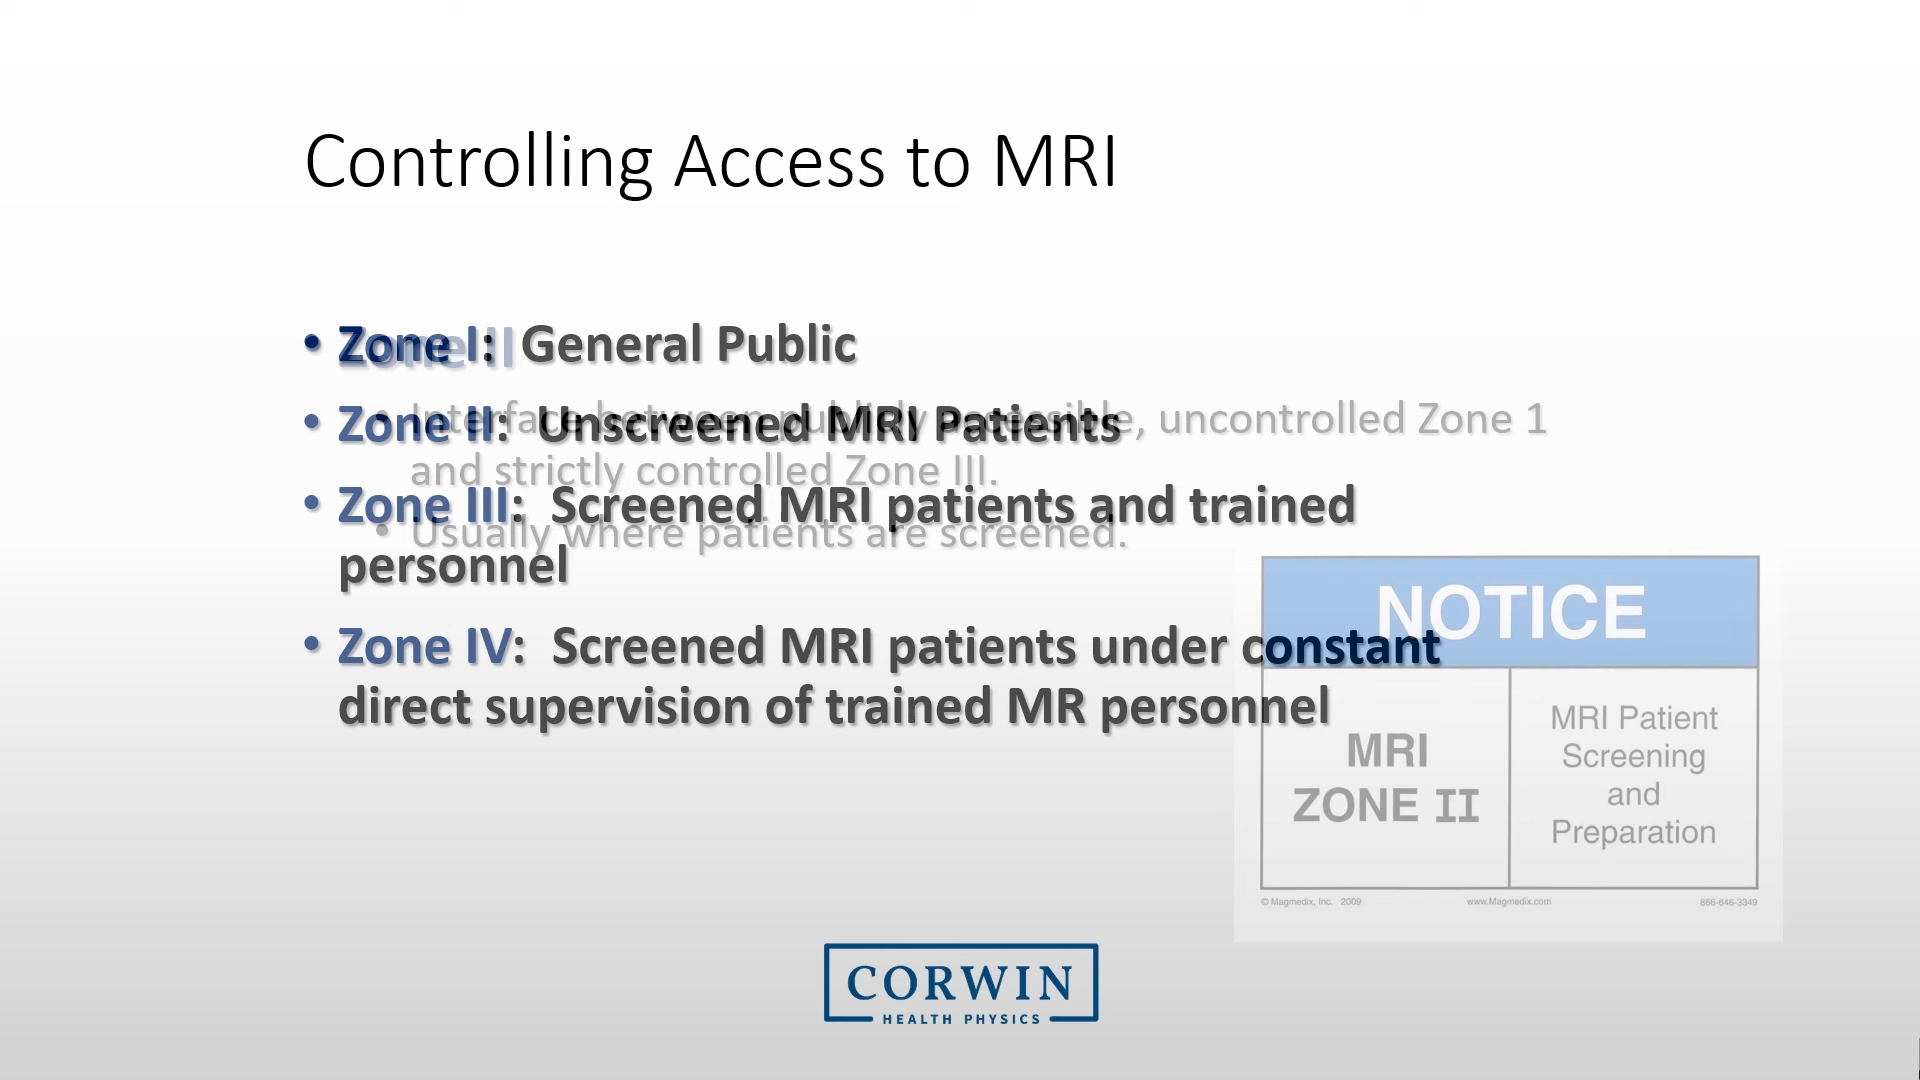 Controlling Access to MRI
• Zone I: General Public
• Zone II: Unscreened MRI Patients
• Zone III: Screened MRI patients and trained
personnel
• Zone IV: Screened MRI patients under constant
direct supervision of trained MR personnel
Zone II
• Interface between publicly accessible, uncontrolled Zone 1
and strictly controlled Zone III.
• Usually where patients are screened.
NOTICE
MRI
ZONE II
MRI Patient
Screening
and
Preparation
© Magmedix, Inc. 2009 www.Magmedix.com 866-646-3349
CORWIN
HEALTH PHYSICS